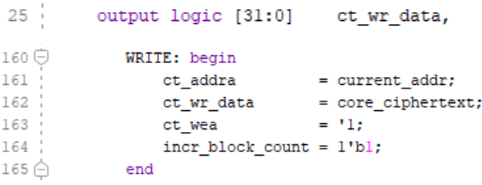 25 output logic [31:0] ct_wr_data,
160 WRITE: begin
161 ct_addra = current_addr;
162 ct_wr_data = core_ciphertext;
163 ct_wea = '1;
164 incr_block_count = 1'b1;
165 end